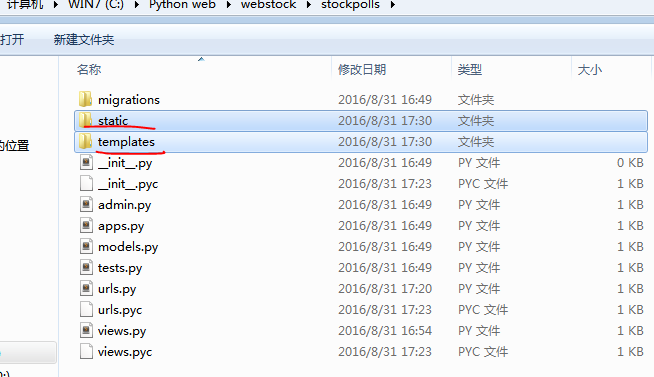 计算机 WIN7 (C:) Python web webstock stockpolls
打开 新建文件夹
名称 修改日期 类型 大小
migrations 2016/8/31 16:49 文件夹
static 2016/8/31 17:30 文件夹
templates 2016/8/31 17:30 文件夹
的位置
__init__.py 2016/8/31 16:49 PY 文件 0 KB
__init__.pyc 2016/8/31 17:23 PYC 文件 1 KB
admin.py 2016/8/31 16:49 PY 文件 1 KB
apps.py 2016/8/31 16:49 PY 文件 1 KB
models.py 2016/8/31 16:49 PY 文件 1 KB
tests.py 2016/8/31 16:49 PY 文件 1 KB
urls.py 2016/8/31 17:20 PY 文件 1 KB
urls.pyc 2016/8/31 17:23 PYC 文件 1 KB
views.py 2016/8/31 16:54 PY 文件 1 KB
views.pyc 2016/8/31 17:23 PYC 文件 1 KB